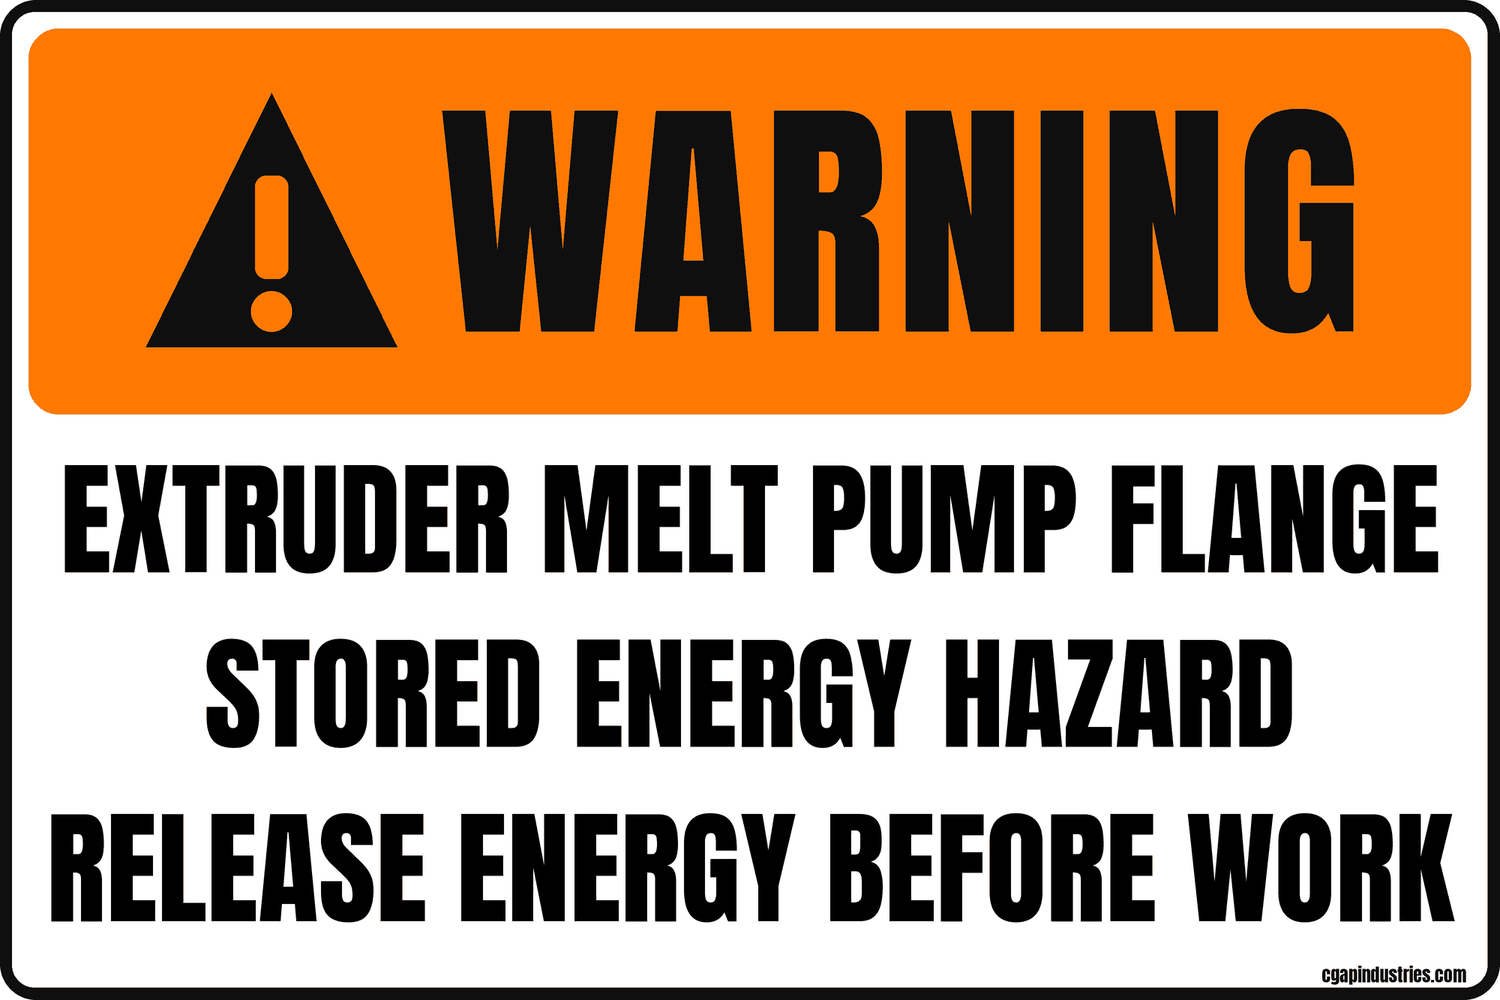 WARNING
EXTRUDER MELT PUMP FLANGE
STORED ENERGY HAZARD
RELEASE ENERGY BEFORE WORK
cgapindustries.com